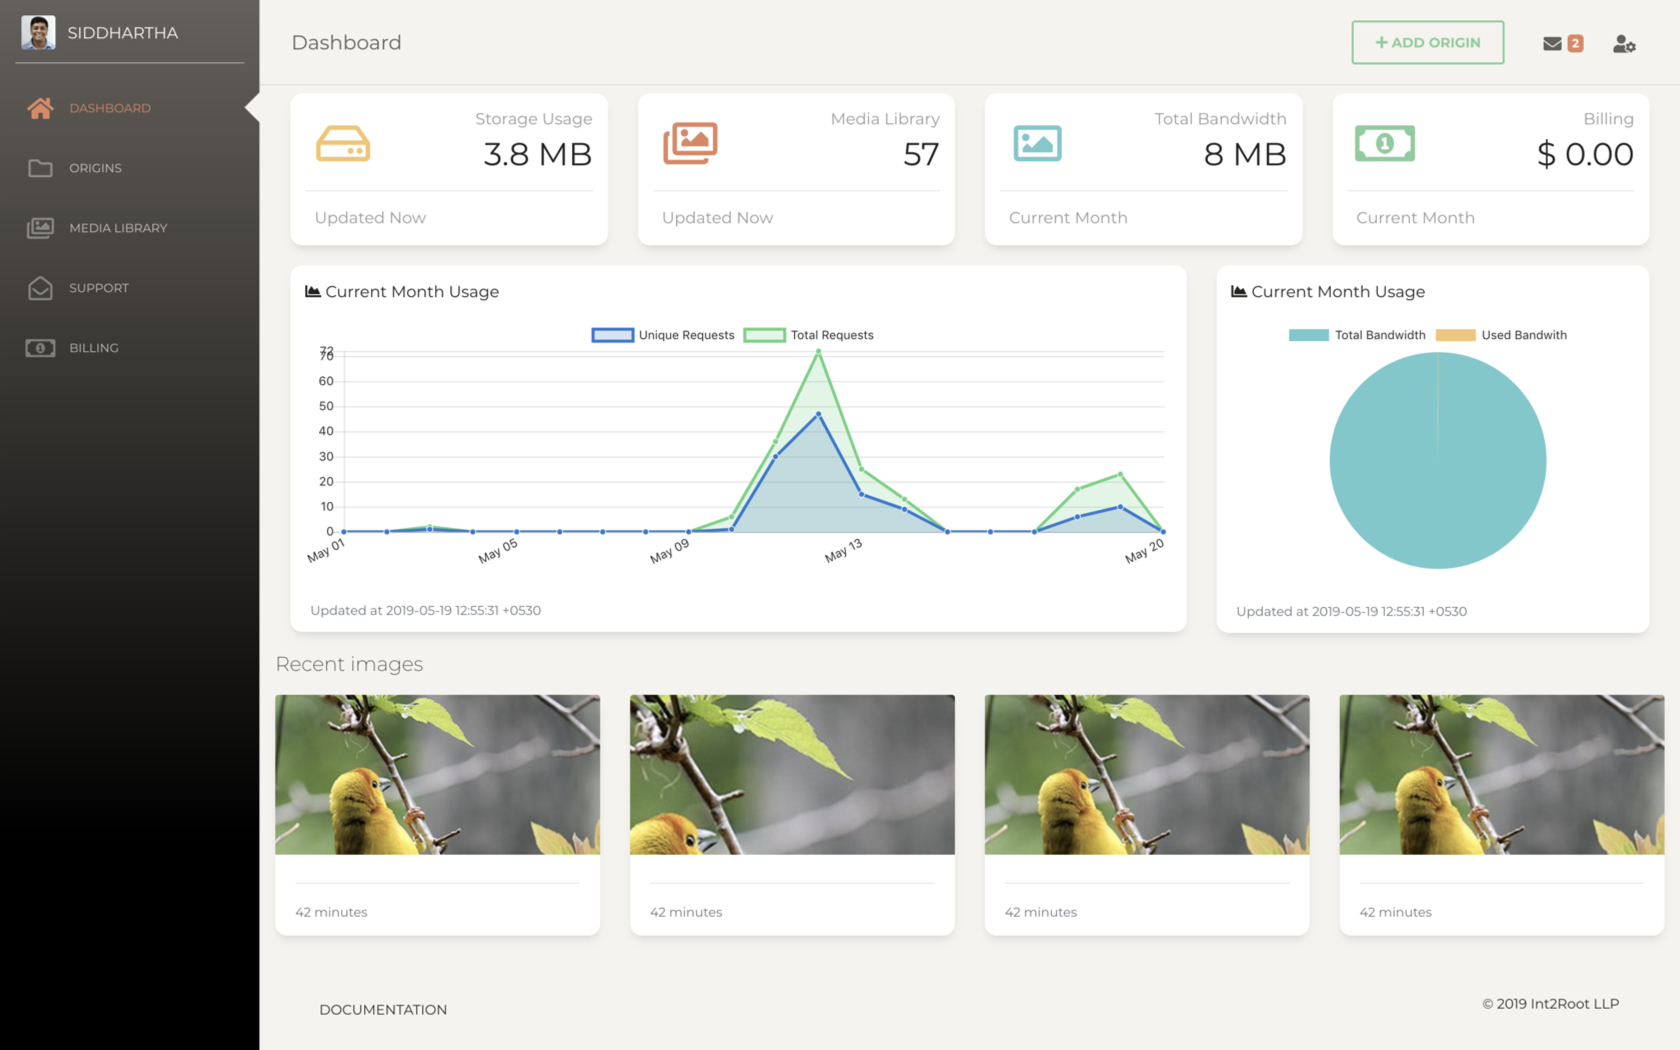 SIDDHARTHA
DASHBOARD
ORIGINS
MEDIA LIBRARY
SUPPORT
BILLING
Dashboard
+ ADD ORIGIN
2
Storage Usage
3.8 MB
Updated Now
Media Library
57
Updated Now
Total Bandwidth
8 MB
Current Month
Billing
$ 0.00
Current Month
Current Month Usage
Unique Requests Total Requests
72
70
60
50
40
30
20
10
0
May 01 May 05 May 09 May 13 May 20
Updated at 2019-05-19 12:55:31 +0530
Current Month Usage
Total Bandwidth Used Bandwith
Updated at 2019-05-19 12:55:31 +0530
Recent images
42 minutes
42 minutes
42 minutes
42 minutes
DOCUMENTATION
© 2019 Int2Root LLP